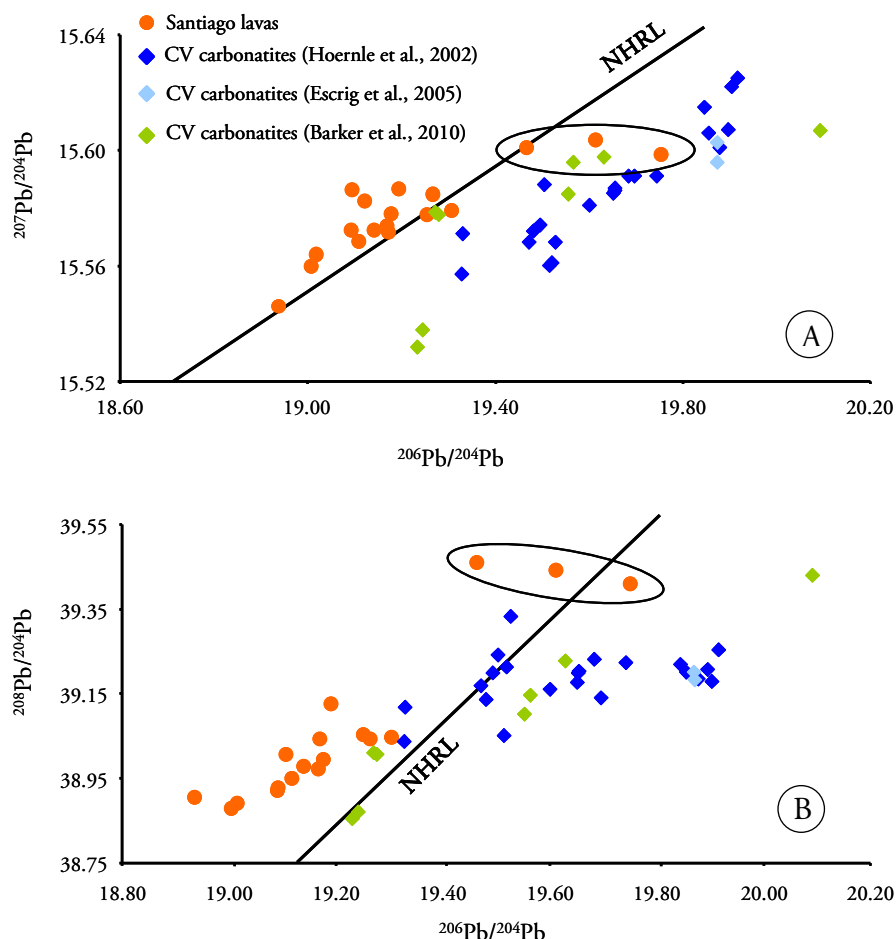 Santiago lavas
CV carbonatites (Hoernle et al., 2002)
CV carbonatites (Escrig et al., 2005)
CV carbonatites (Barker et al., 2010)
NHRL
15.64
15.60
15.56
15.52
²⁰⁷Pb/²⁰⁴Pb
A
18.60 19.00 19.40 19.80 20.20
²⁰⁶Pb/²⁰⁴Pb
39.55
39.35
39.15
38.95
38.75
²⁰⁸Pb/²⁰⁴Pb
NHRL
B
18.80 19.00 19.20 19.40 19.60 19.80 20.00 20.20
²⁰⁶Pb/²⁰⁴Pb